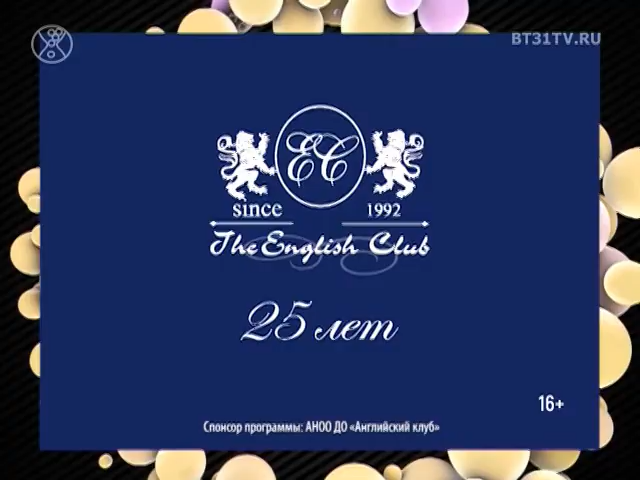 BT31TV.RU
EC
since 1992
The English Club
25 лет
16+
Спонсор программы: АНОО ДО «Английский клуб»